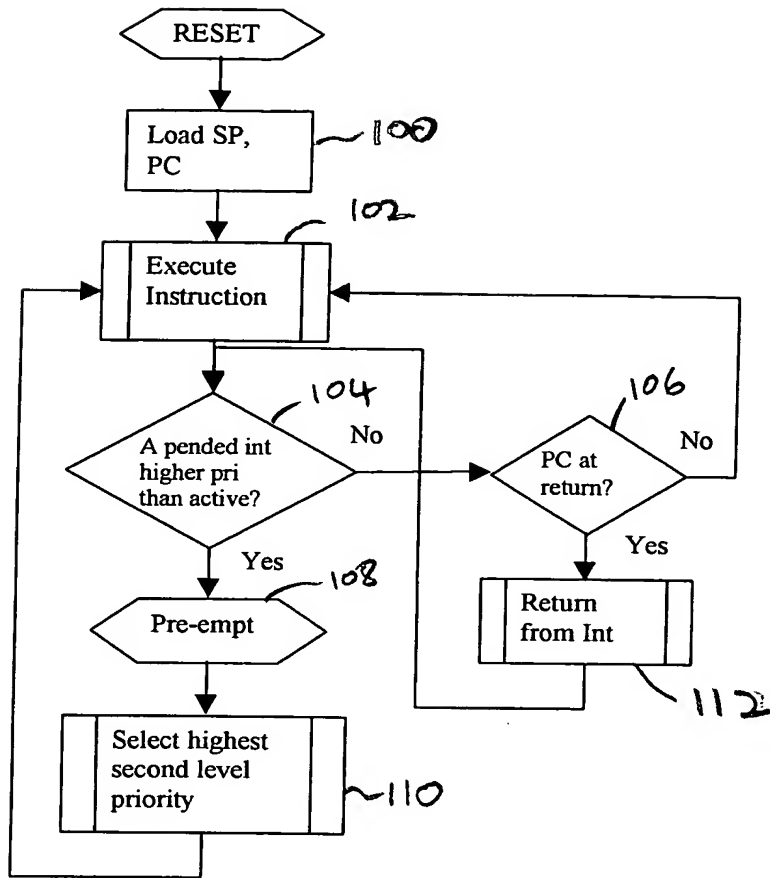 RESET
Load SP,
PC
100
102
Execute
Instruction
104
A pended int
higher pri
than active?
No
106
PC at
return?
No
Yes
108
Pre-empt
Yes
Return
from Int
112
Select highest
second level
priority
110